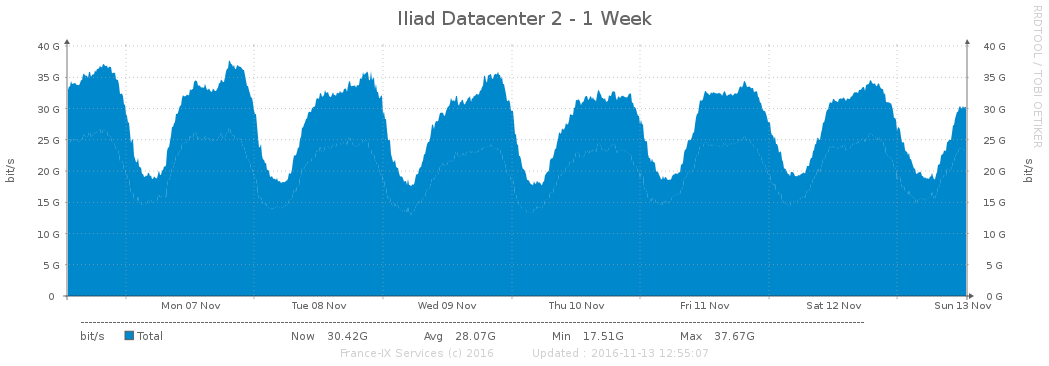 Iliad Datacenter 2 - 1 Week
RRDTOOL / TOBI OETIKER
40 G 40 G
35 G 35 G
30 G 30 G
25 G 25 G
20 G 20 G
15 G 15 G
10 G 10 G
5 G 5 G
0 0 G
bit/s bit/s
Mon 07 Nov Tue 08 Nov Wed 09 Nov Thu 10 Nov Fri 11 Nov Sat 12 Nov Sun 13 Nov
bit/s Total Now 30.42G Avg 28.07G Min 17.51G Max 37.67G
France-IX Services (c) 2016 Updated : 2016-11-13 12:55:07